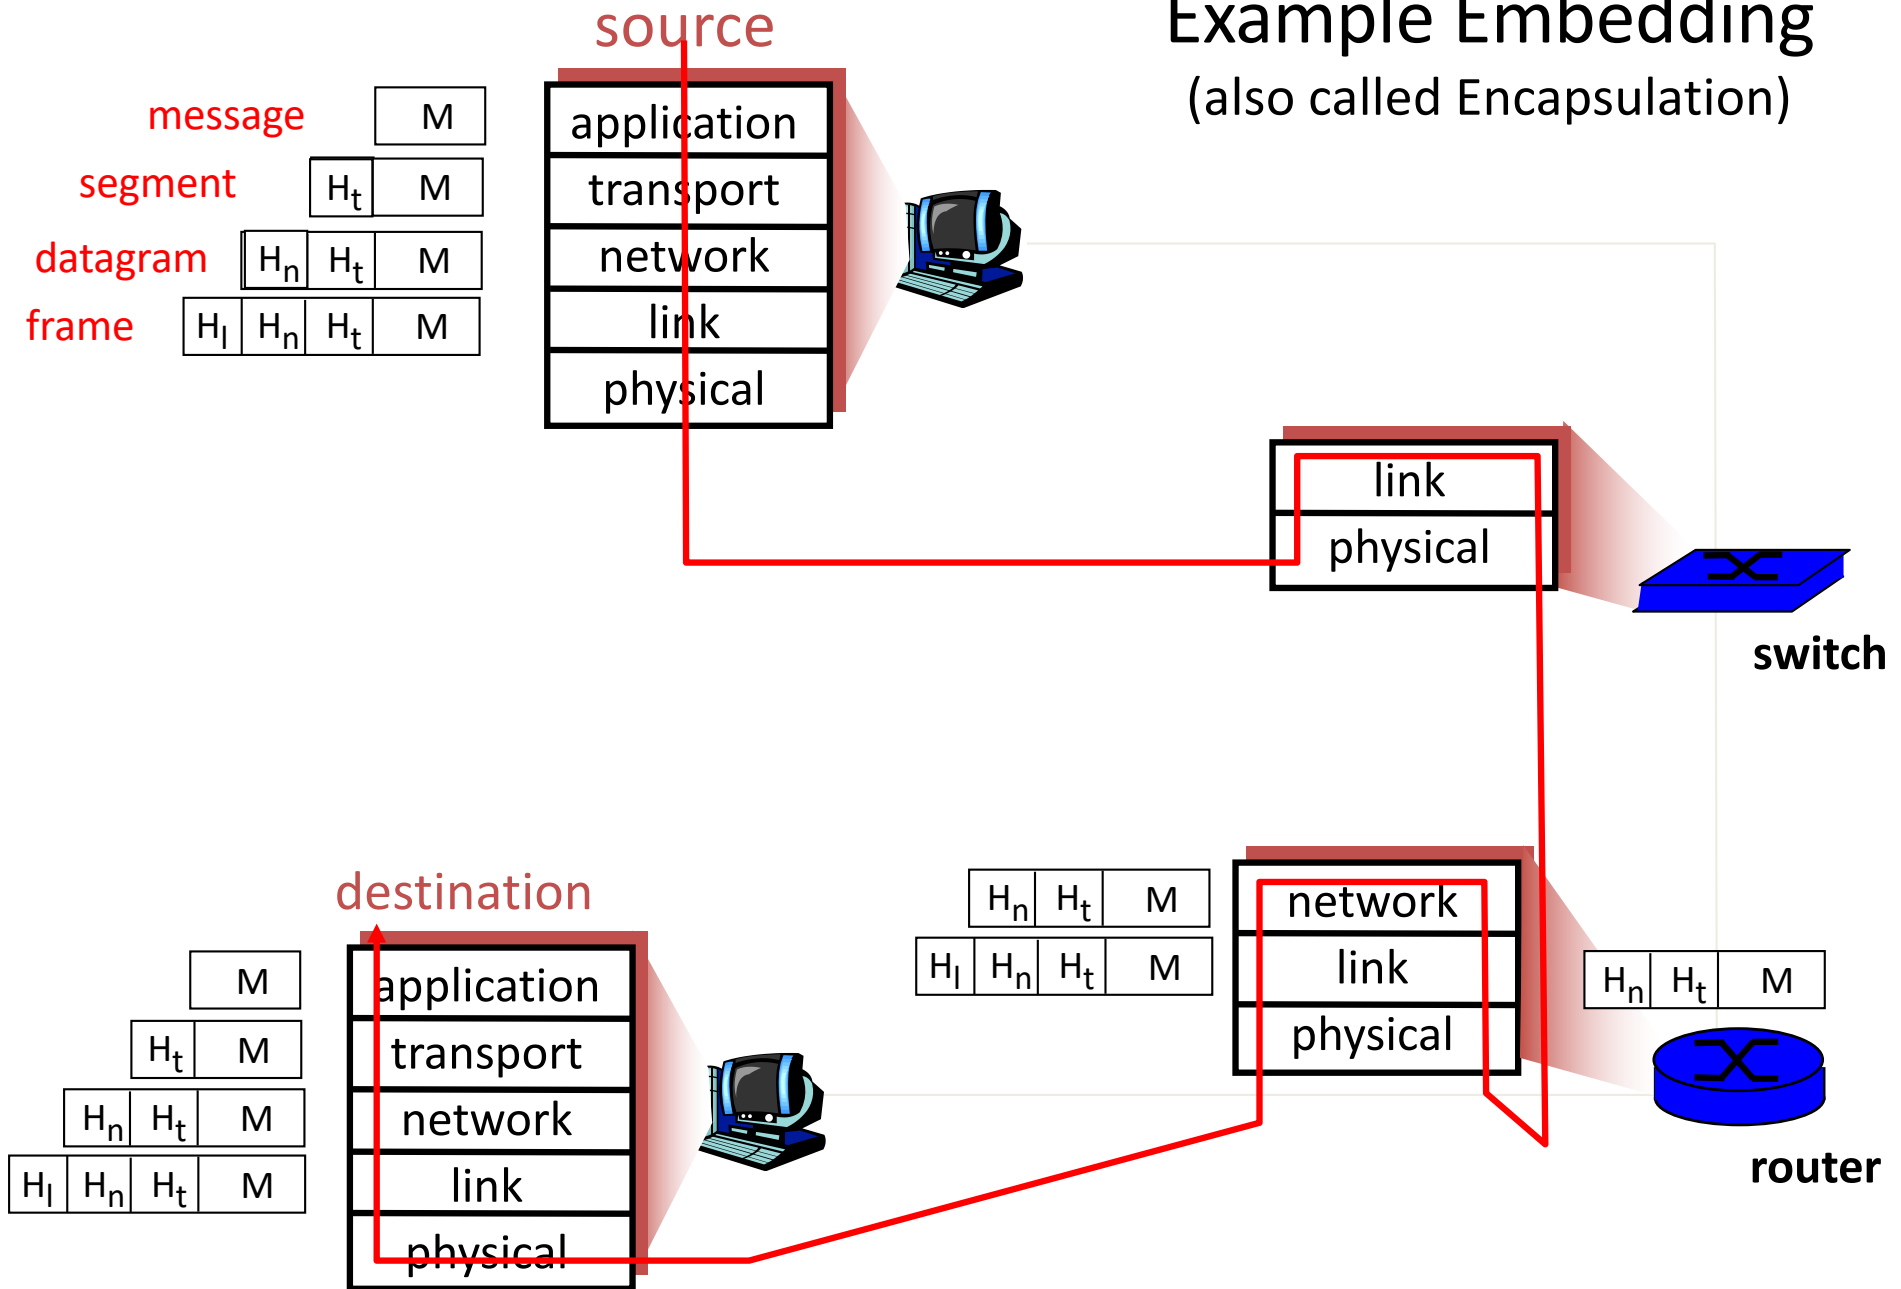 source
Example Embedding
(also called Encapsulation)
message M
segment Ht M
datagram Hn Ht M
frame Hl Hn Ht M
application
transport
network
link
physical
link
physical
switch
destination
M
Ht M
Hn Ht M
Hl Hn Ht M
application
transport
network
link
physical
Hn Ht M
Hl Hn Ht M
network
link
physical
Hn Ht M
router